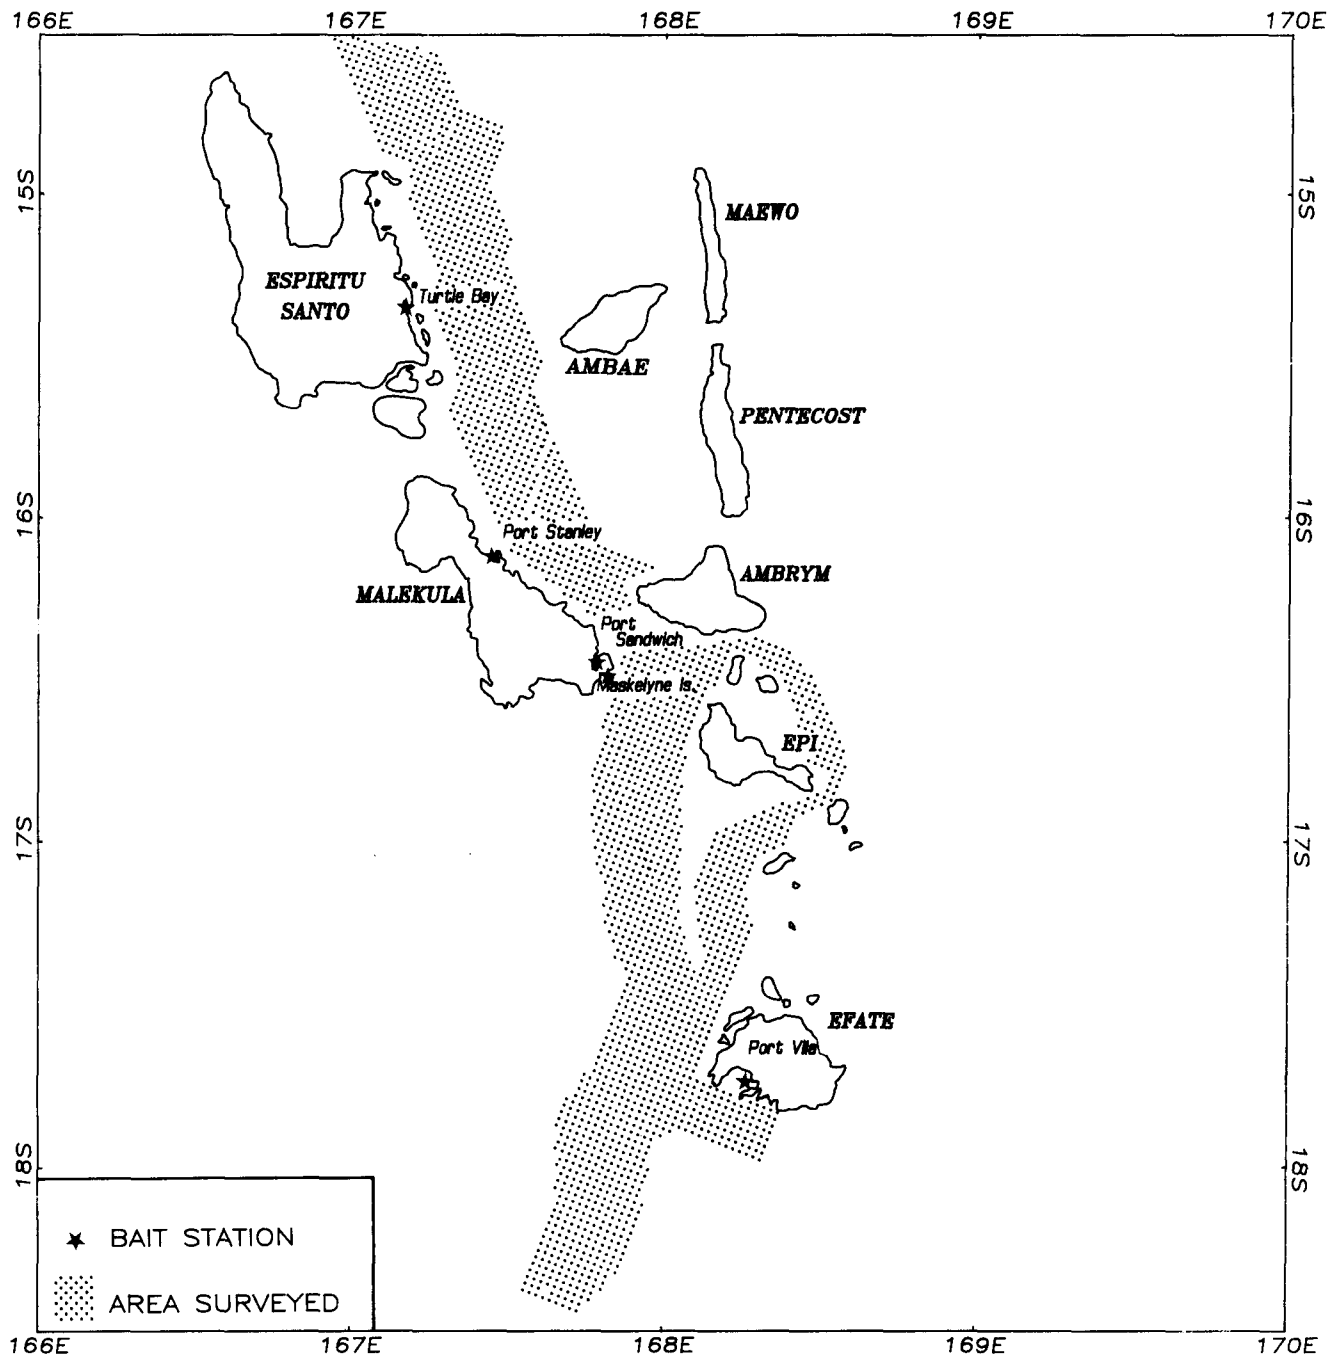 166E 167E 168E 169E 170E
15S 15S
MAEWO
ESPIRITU
SANTO
Turtle Bay
AMBAE
PENTECOST
16S 16S
Port Stanley
AMBRYM
MALEKULA
Port
Sandwich
Maskelyne Is.
EPI
17S 17S
EFATE
Port Vila
18S 18S
BAIT STATION
AREA SURVEYED
166E 167E 168E 169E 170E